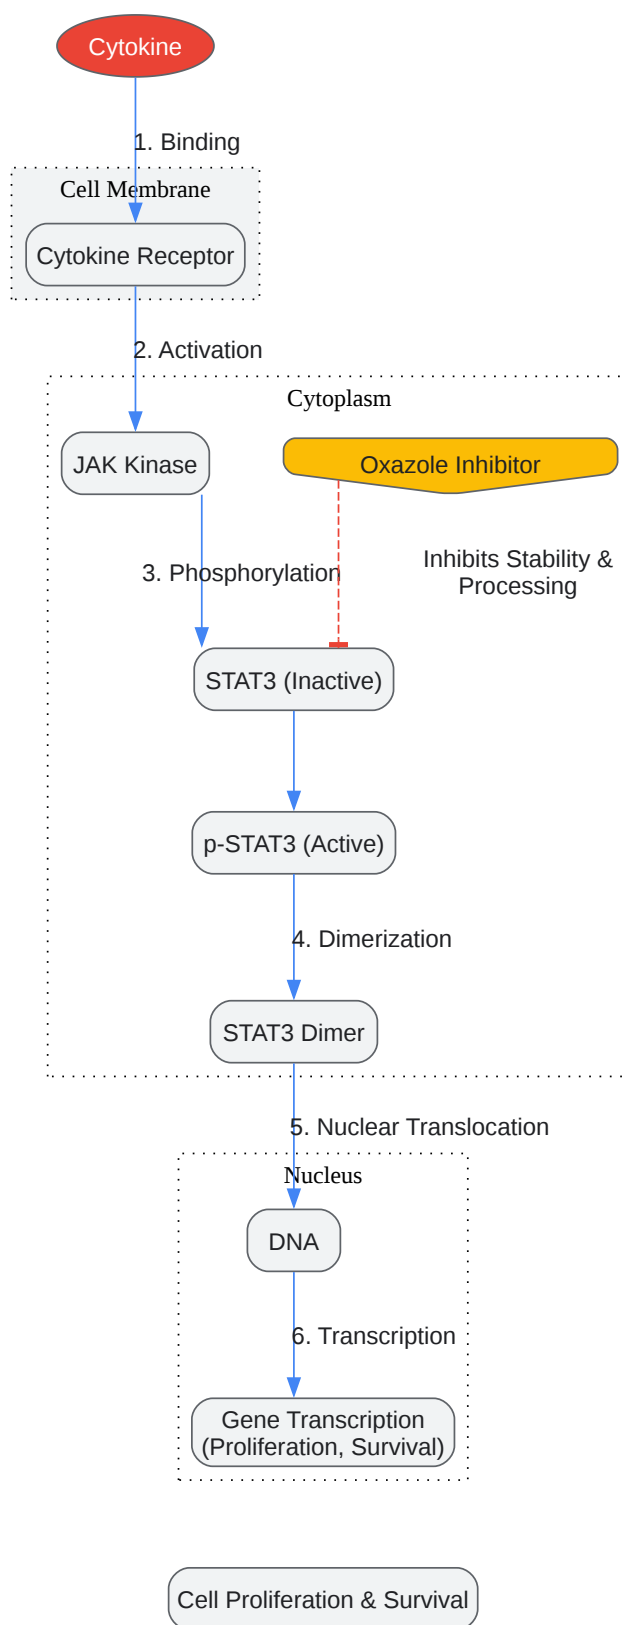 Cytokine
1. Binding
Cell Membrane
Cytokine Receptor
2. Activation
Cytoplasm
JAK Kinase
Oxazole Inhibitor
3. Phosphorylation
Inhibits Stability &
Processing
STAT3 (Inactive)
p-STAT3 (Active)
4. Dimerization
STAT3 Dimer
5. Nuclear Translocation
Nucleus
DNA
6. Transcription
Gene Transcription
(Proliferation, Survival)
Cell Proliferation & Survival